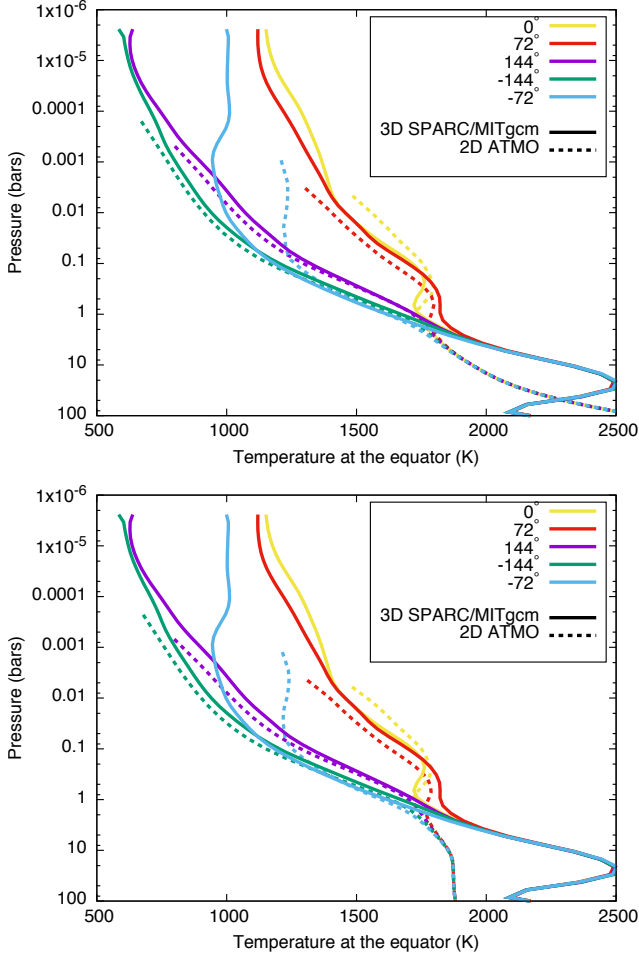 1x10-6
1x10-5
0.0001
0.001
0.01
0.1
1
10
100
Pressure (bars)
500 1000 1500 2000 2500
Temperature at the equator (K)
0°
72°
144°
-144°
-72°
3D SPARC/MITgcm
2D ATMO
1x10-6
1x10-5
0.0001
0.001
0.01
0.1
1
10
100
Pressure (bars)
500 1000 1500 2000 2500
Temperature at the equator (K)
0°
72°
144°
-144°
-72°
3D SPARC/MITgcm
2D ATMO